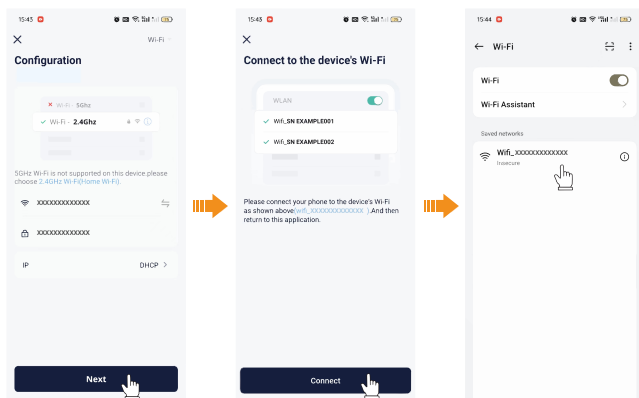 15:43
Wi-Fi
Configuration
Wi-Fi - 5Ghz
Wi-Fi - 2.4Ghz
5GHz Wi-Fi is not supported on this device,please
choose 2.4GHz Wi-Fi(Home Wi-Fi).
XXXXXXXXXXXXX
XXXXXXXXXXXXX
IP
DHCP >
Next
15:43
Connect to the device's Wi-Fi
WLAN
Wifi_SN EXAMPLE001
Wifi_SN EXAMPLE002
Please connect your phone to the device's Wi-Fi
as shown above(wifi_XXXXXXXXXXXXX ).And then
return to this application.
Connect
15:44
Wi-Fi
Wi-Fi
Wi-Fi Assistant
Saved networks
Wifi_XXXXXXXXXXXXX
Insecure